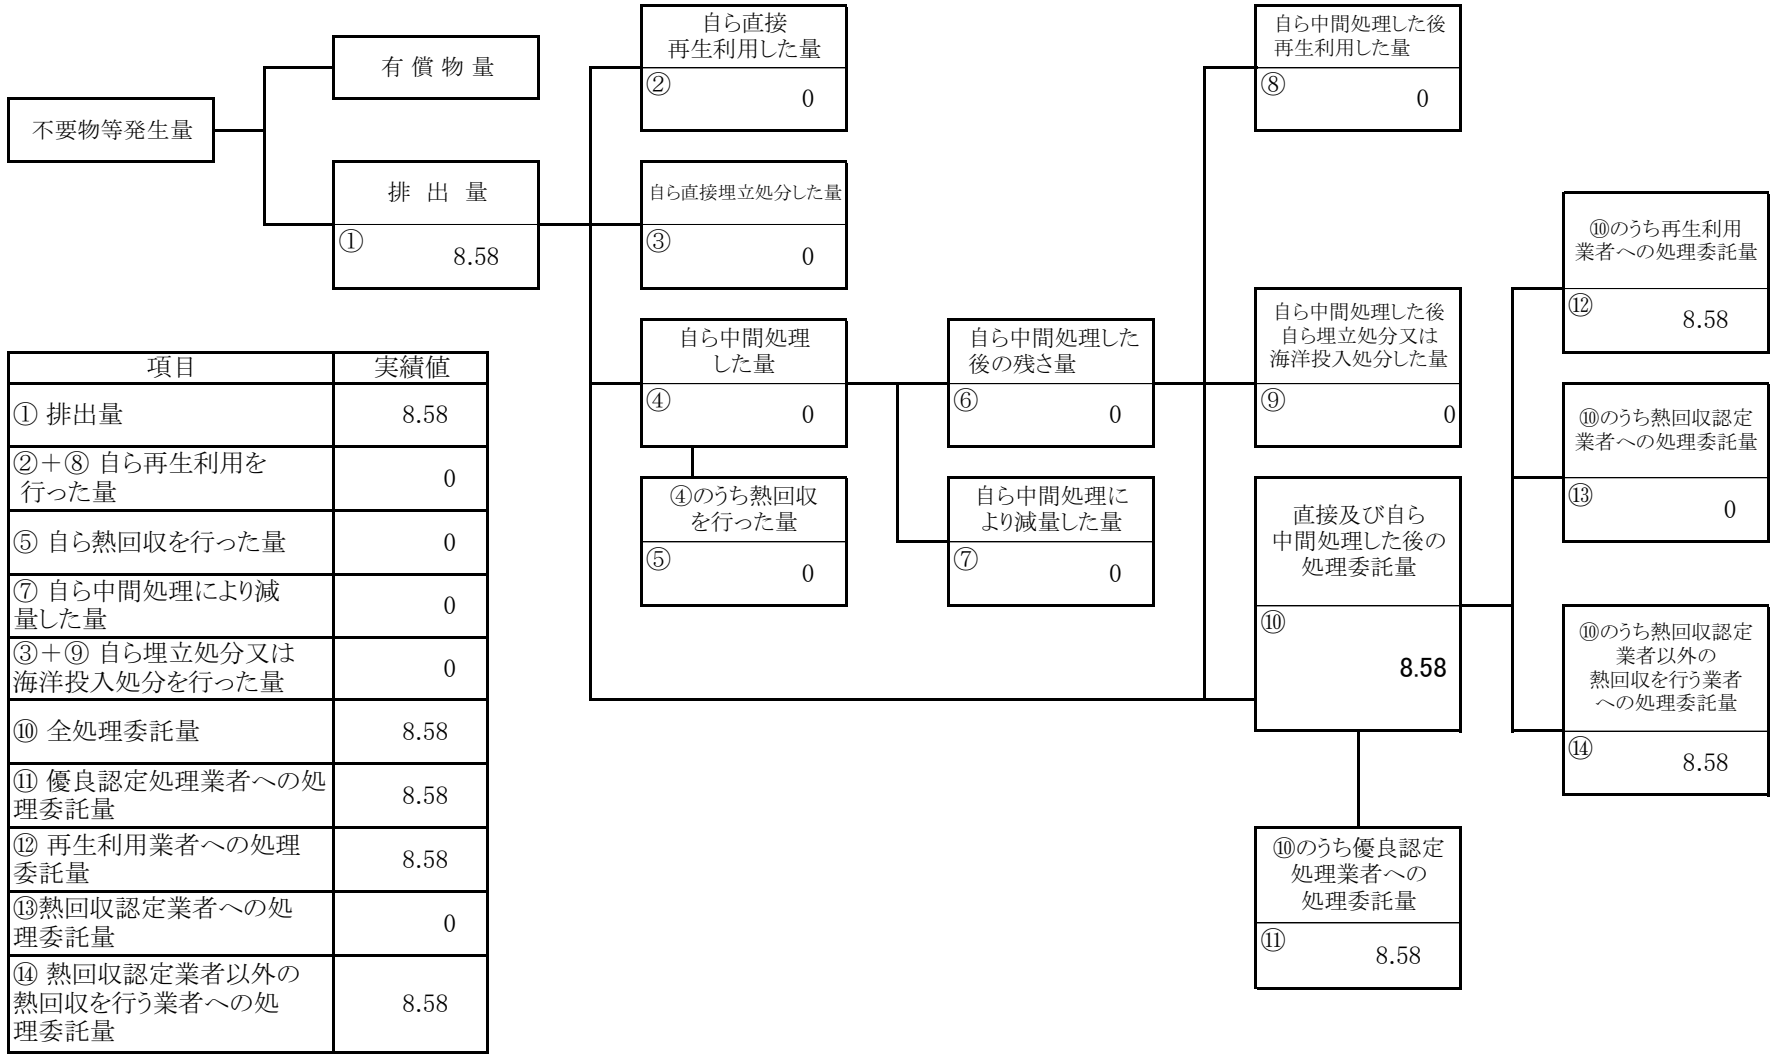 不要物等発生量
有 償 物 量
排 出 量
①
8.58
自ら直接
再生利用した量
②
0
自ら直接埋立処分した量
③
0
自ら中間処理
した量
④
0
④のうち熱回収
を行った量
⑤
0
自ら中間処理した
後の残さ量
⑥
0
自ら中間処理に
より減量した量
⑦
0
自ら中間処理した後
再生利用した量
⑧
0
自ら中間処理した後
自ら埋立処分又は
海洋投入処分した量
⑨
0
直接及び自ら
中間処理した後の
処理委託量
⑩
8.58
⑩のうち優良認定
処理業者への
処理委託量
⑪
8.58
⑩のうち再生利用
業者への処理委託量
⑫
8.58
⑩のうち熱回収認定
業者への処理委託量
⑬
0
⑩のうち熱回収認定
業者以外の
熱回収を行う業者
への処理委託量
⑭
8.58
項目 実績値
① 排出量 8.58
②＋⑧ 自ら再生利用を
行った量 0
⑤ 自ら熱回収を行った量 0
⑦ 自ら中間処理により減
量した量 0
③＋⑨ 自ら埋立処分又は
海洋投入処分を行った量 0
⑩ 全処理委託量 8.58
⑪ 優良認定処理業者への処
理委託量 8.58
⑫ 再生利用業者への処理
委託量 8.58
⑬熱回収認定業者への処
理委託量 0
⑭ 熱回収認定業者以外の
熱回収を行う業者への処
理委託量 8.58